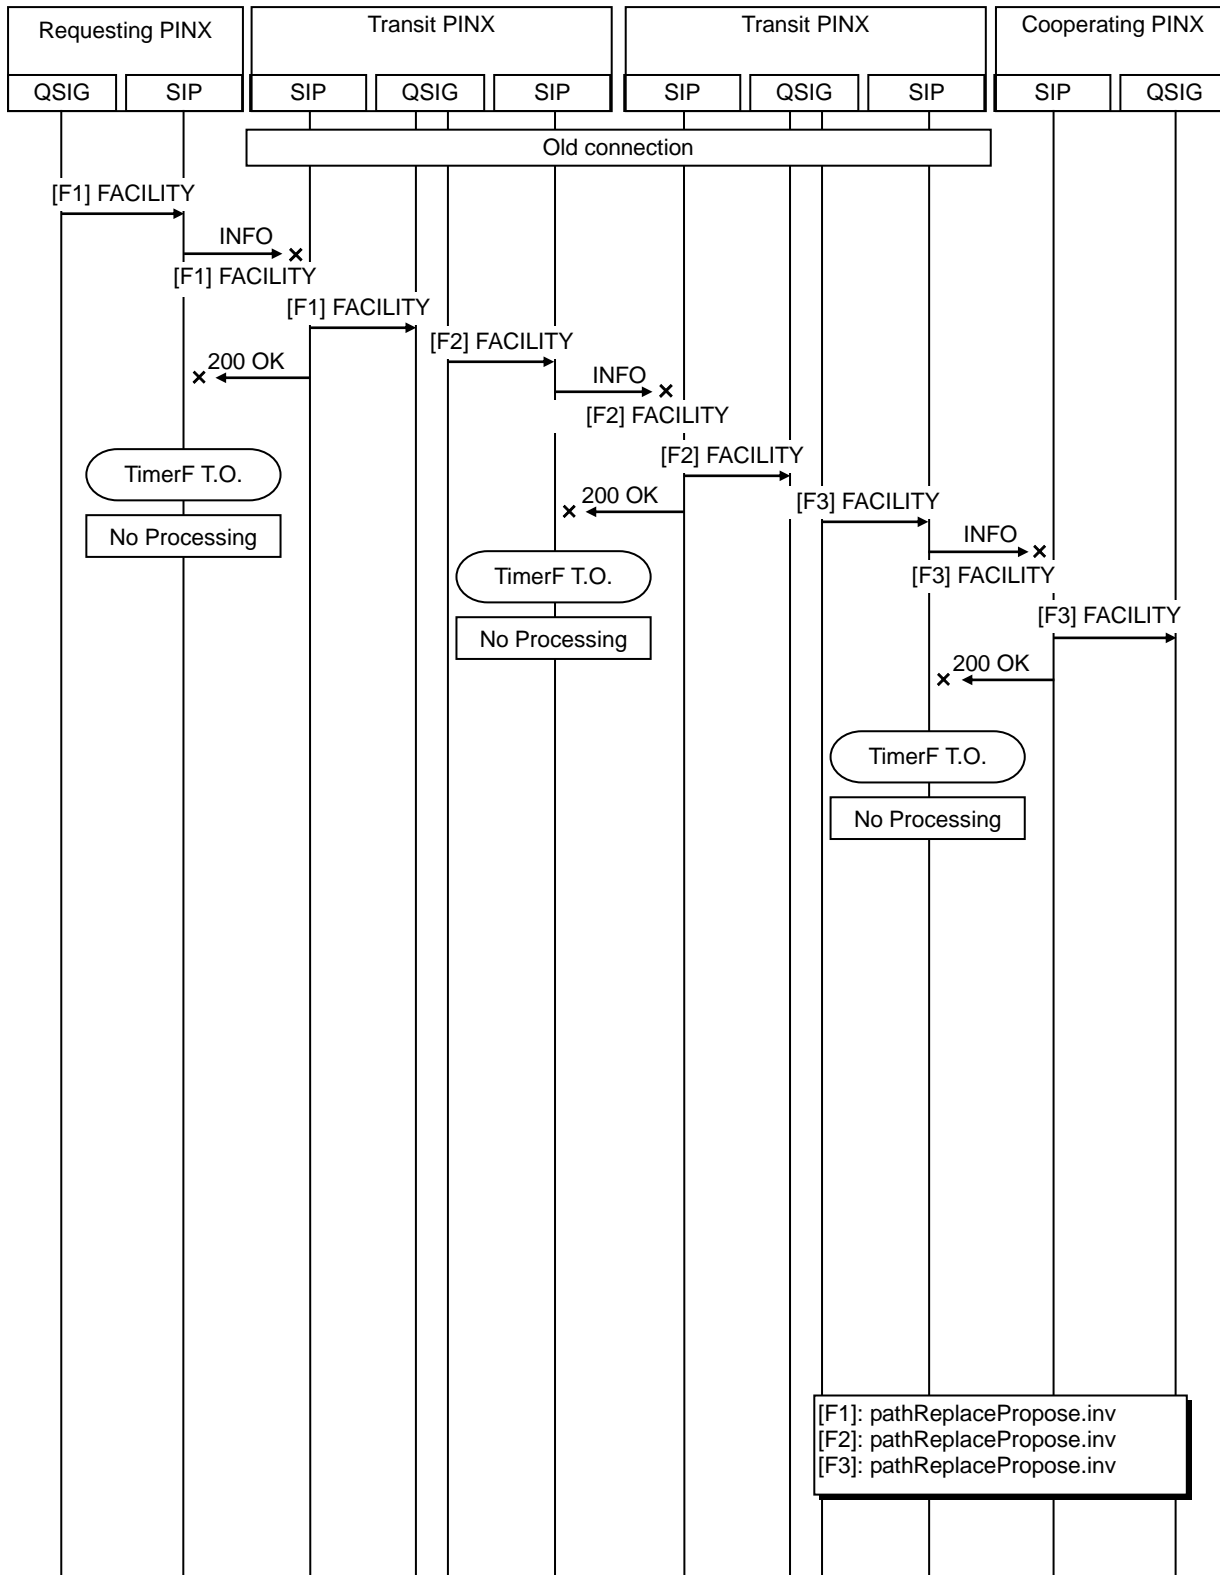 Requesting PINX
Transit PINX
Transit PINX
Cooperating PINX
QSIG
SIP
SIP
QSIG
SIP
SIP
QSIG
SIP
SIP
QSIG
Old connection
[F1] FACILITY
INFO
[F1] FACILITY
[F1] FACILITY
[F2] FACILITY
200 OK
INFO
[F2] FACILITY
[F2] FACILITY
TimerF T.O.
200 OK
[F3] FACILITY
No Processing
INFO
[F3] FACILITY
TimerF T.O.
[F3] FACILITY
No Processing
200 OK
TimerF T.O.
No Processing
[F1]: pathReplacePropose.inv
[F2]: pathReplacePropose.inv
[F3]: pathReplacePropose.inv